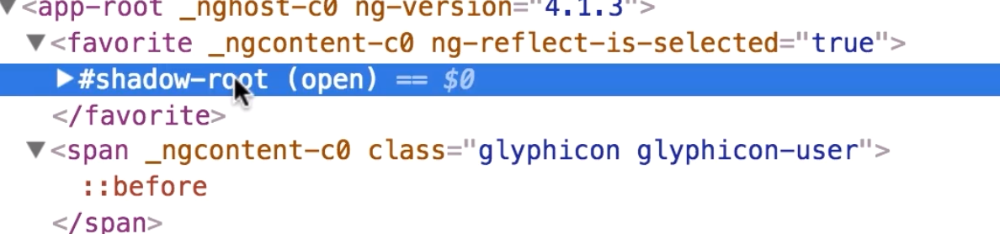 <app-root _nghost-c0 ng-version="4.1.3">
<favorite _ngcontent-c0 ng-reflect-is-selected="true">
#shadow-root (open) == $0
</favorite>
<span _ngcontent-c0 class="glyphicon glyphicon-user">
::before
</span>